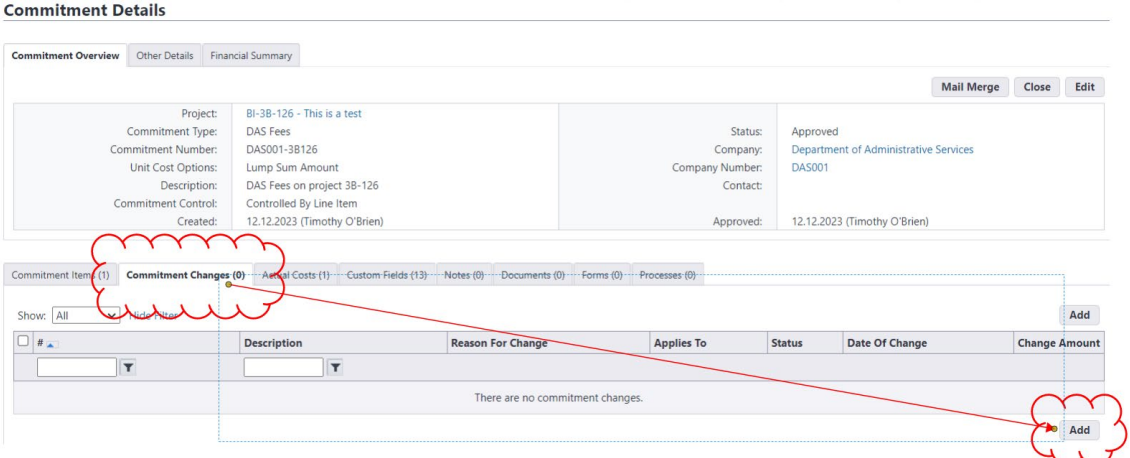 Commitment Details
Commitment Overview Other Details Financial Summary
Mail Merge Close Edit
Project: BI-3B-126 - This is a test
Commitment Type: DAS Fees Status: Approved
Commitment Number: DAS001-3B126 Company: Department of Administrative Services
Unit Cost Options: Lump Sum Amount Company Number: DAS001
Description: DAS Fees on project 3B-126 Contact:
Commitment Control: Controlled By Line Item
Created: 12.12.2023 (Timothy O'Brien) Approved: 12.12.2023 (Timothy O'Brien)
Commitment Items (1) Commitment Changes (0) Actual Costs (1) Custom Fields (13) Notes (0) Documents (0) Forms (0) Processes (0)
Show: All Hide Filter Add
# Description Reason For Change Applies To Status Date Of Change Change Amount
There are no commitment changes.
Add